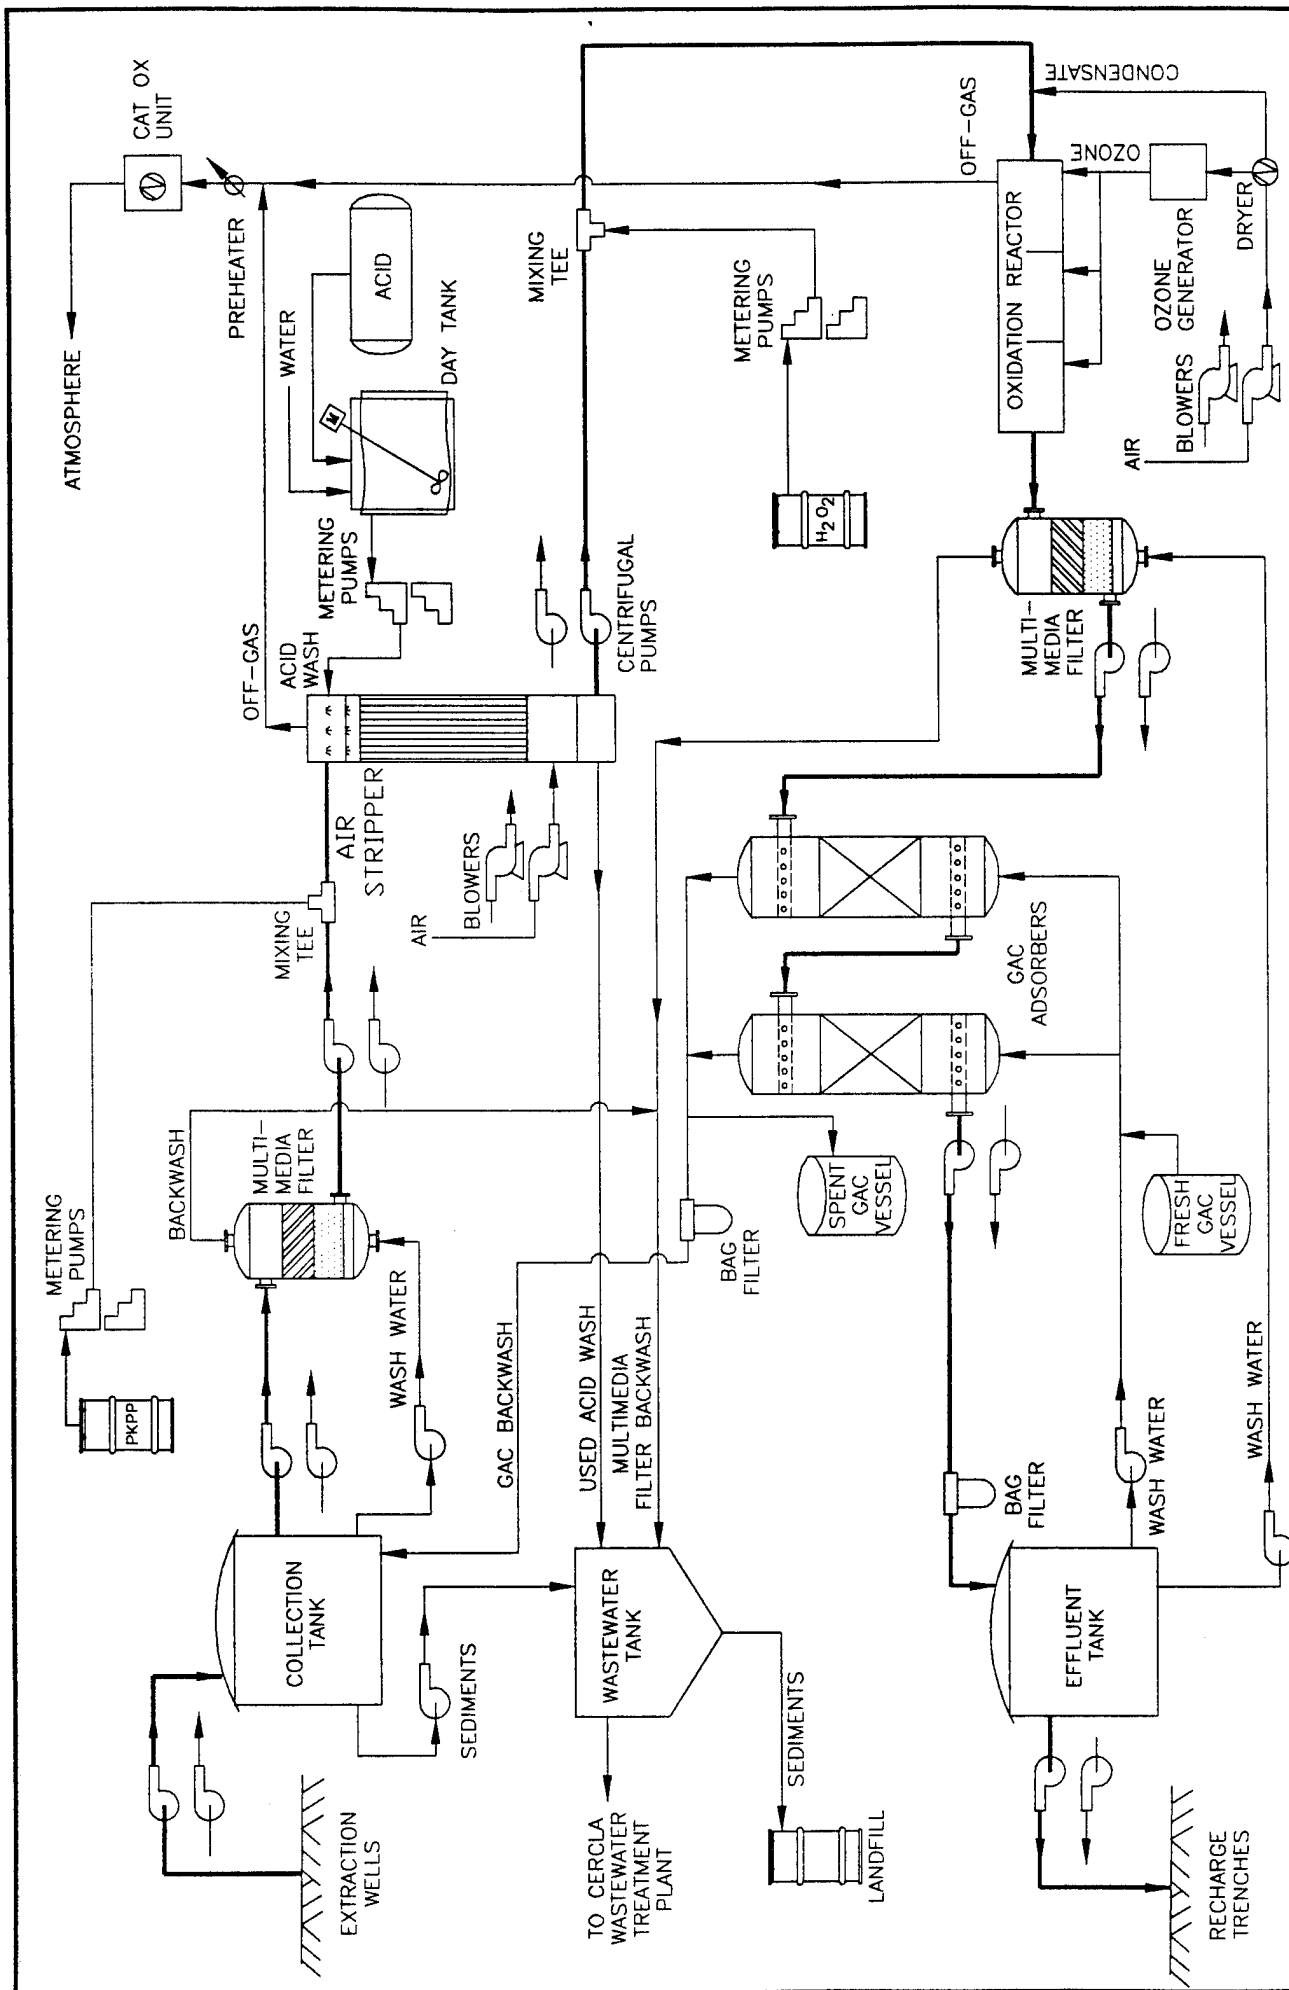 EXTRACTION
WELLS
COLLECTION
TANK
SEDIMENTS
PKPP
METERING
PUMPS
BACKWASH
MULTI-
MEDIA
FILTER
WASH WATER
MIXING
TEE
AIR
STRIPPER
AIR
BLOWERS
OFF-GAS
ACID
WASH
METERING
PUMPS
WATER
M
DAY TANK
ACID
PREHEATER
ATMOSPHERE
CAT OX
UNIT
CENTRIFUGAL
PUMPS
MIXING
TEE
METERING
PUMPS
H2O2
OFF-GAS
CONDENSATE
OZONE
OXIDATION REACTOR
OZONE
GENERATOR
DRYER
BLOWERS
AIR
MULTI-
MEDIA
FILTER
GAC
ADSORBERS
SPENT
GAC
VESSEL
FRESH
GAC
VESSEL
BAG
FILTER
GAC BACKWASH
USED ACID WASH
MULTIMEDIA
FILTER BACKWASH
WASTEWATER
TANK
TO CERCLA
WASTEWATER
TREATMENT
PLANT
SEDIMENTS
LANDFILL
BAG
FILTER
WASH WATER
WASH WATER
EFFLUENT
TANK
RECHARGE
TRENCHES